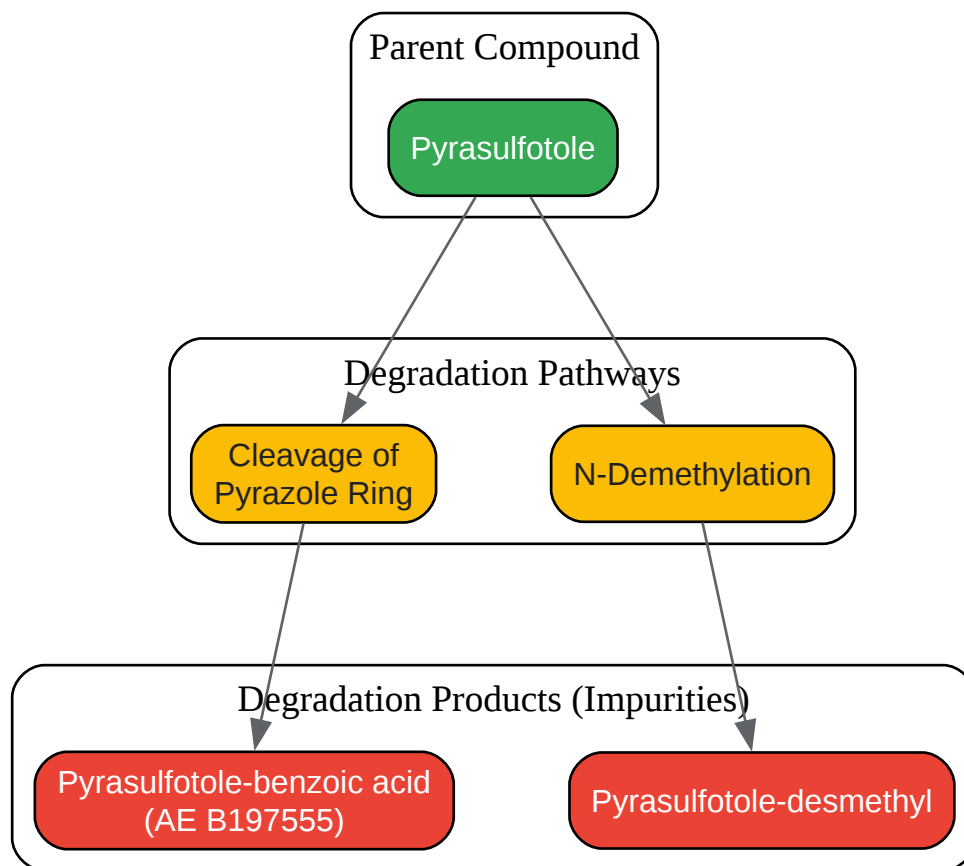 Parent Compound
Pyrasulfotole
Degradation Pathways
Cleavage of
Pyrazole Ring
N-Demethylation
Degradation Products (Impurities)
Pyrasulfotole-benzoic acid
(AE B197555)
Pyrasulfotole-desmethyl